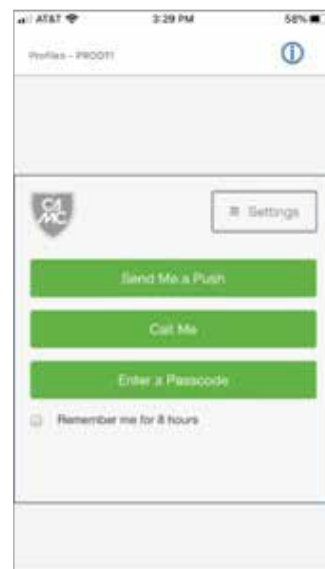 AT&T 3:29 PM 58%
Profiles - PROD11
CA
MC
Settings
Send Me a Push
Call Me
Enter a Passcode
Remember me for 8 hours